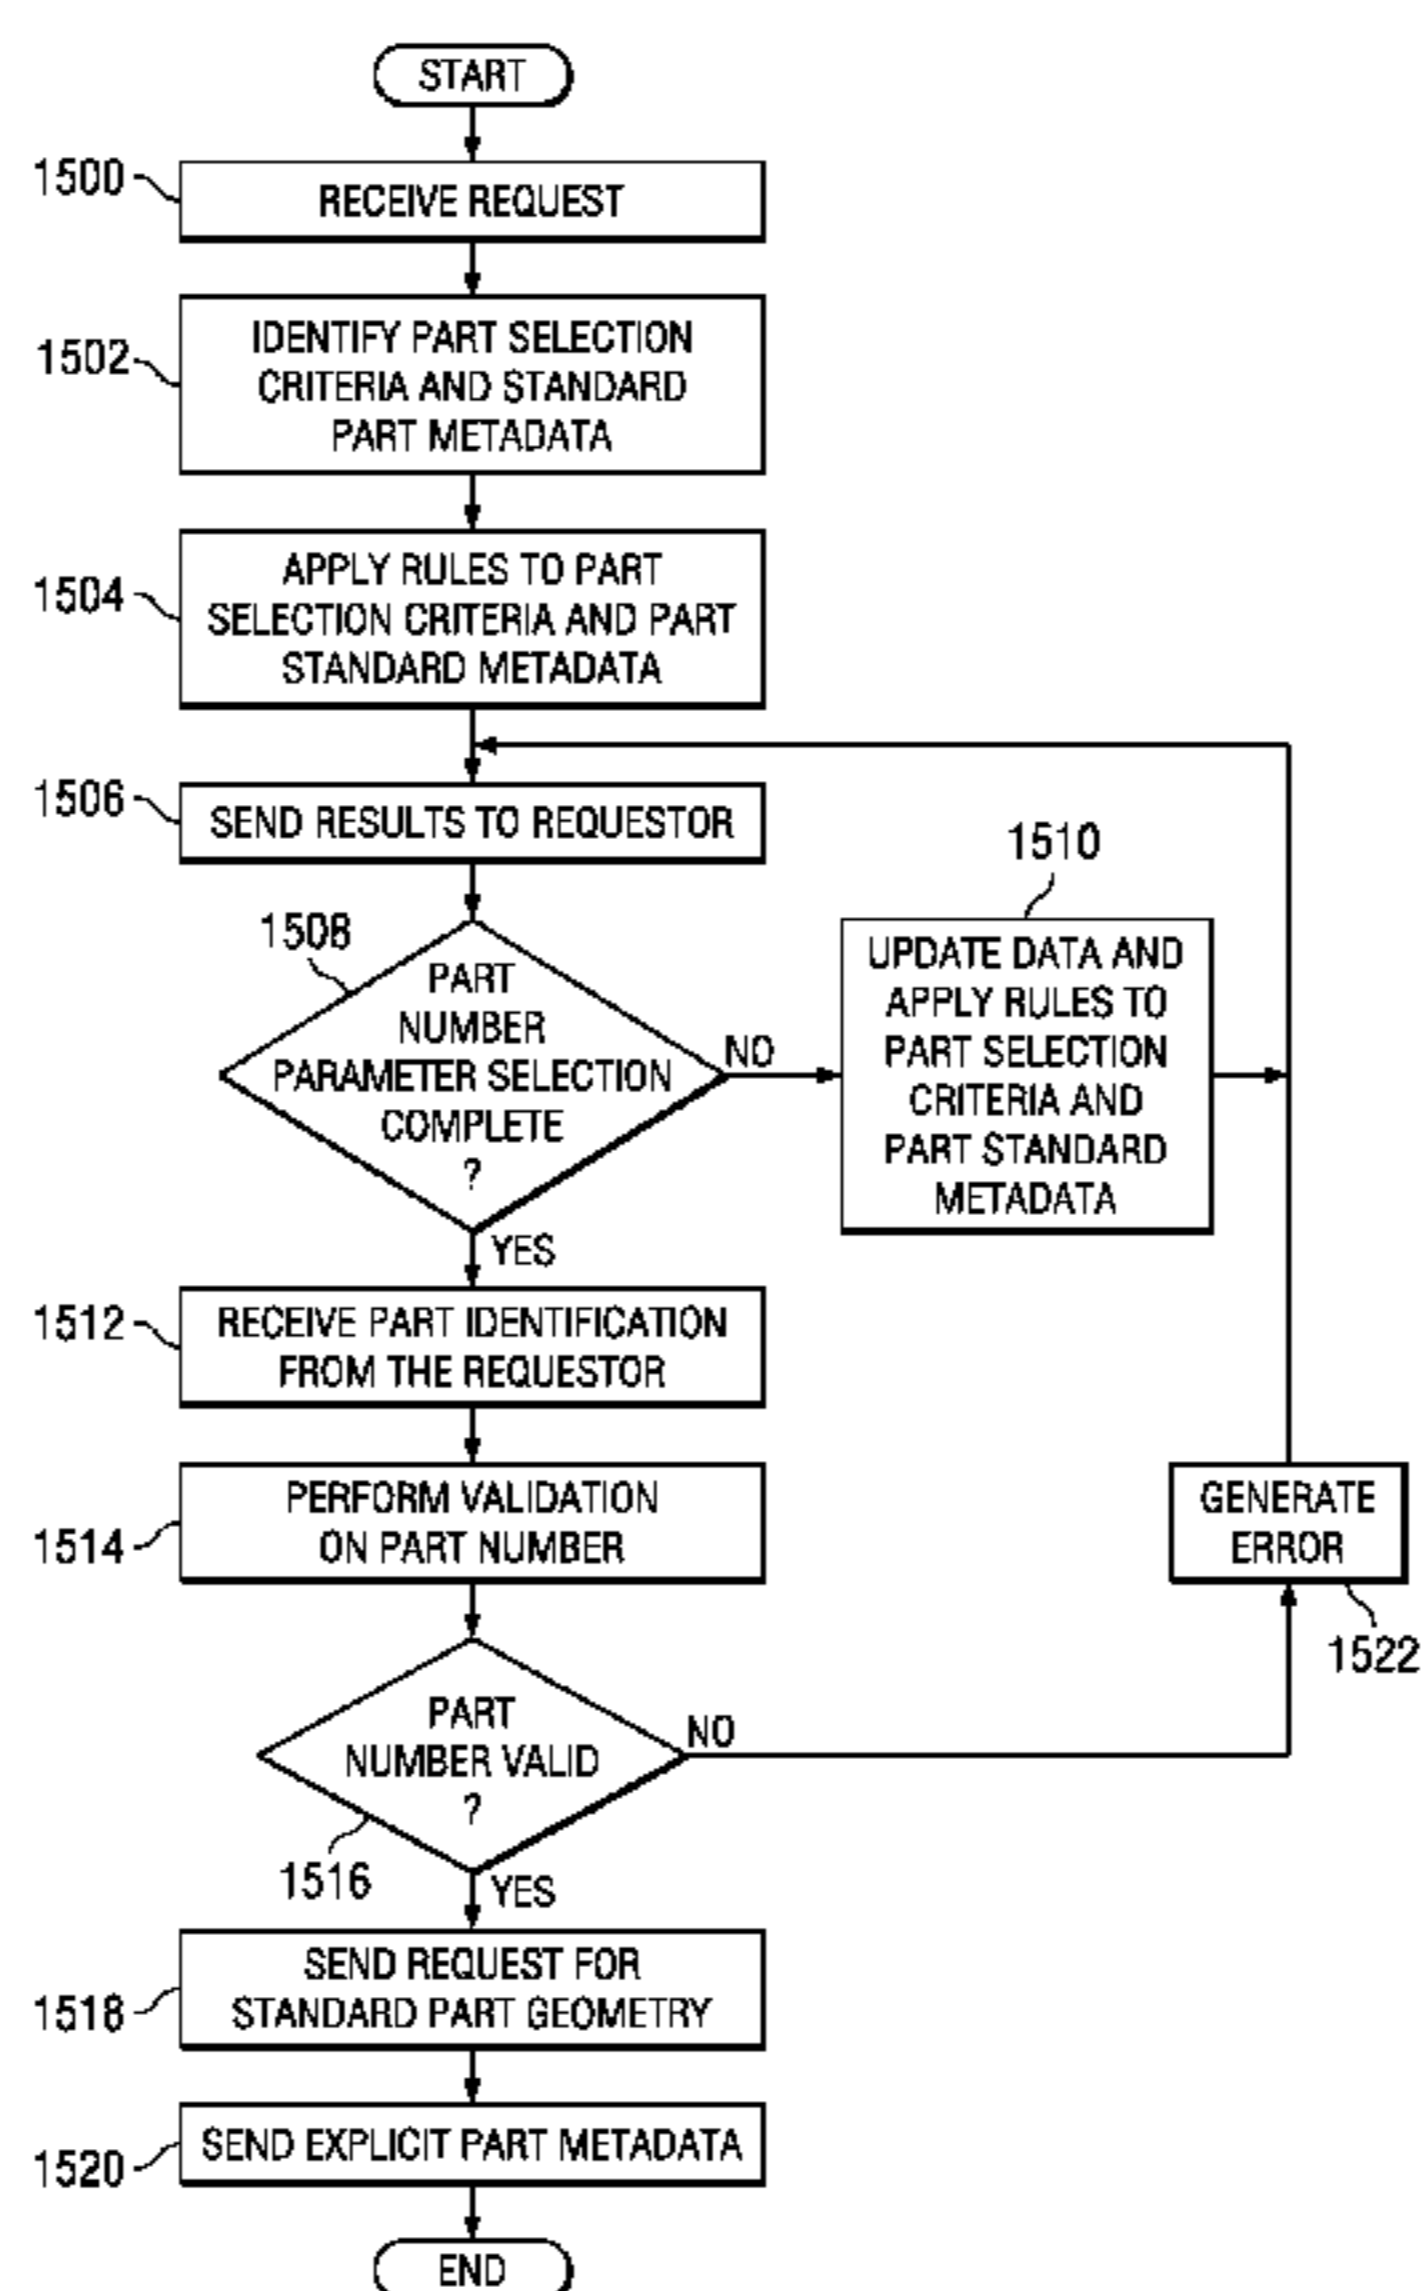 START
1500
RECEIVE REQUEST
1502
IDENTIFY PART SELECTION
CRITERIA AND STANDARD
PART METADATA
1504
APPLY RULES TO PART
SELECTION CRITERIA AND PART
STANDARD METADATA
1506
SEND RESULTS TO REQUESTOR
1508
PART
NUMBER
PARAMETER SELECTION
COMPLETE
?
NO
YES
1510
UPDATE DATA AND
APPLY RULES TO
PART SELECTION
CRITERIA AND
PART STANDARD
METADATA
1512
RECEIVE PART IDENTIFICATION
FROM THE REQUESTOR
1514
PERFORM VALIDATION
ON PART NUMBER
GENERATE
ERROR
1522
PART
NUMBER VALID
?
NO
1516
YES
1518
SEND REQUEST FOR
STANDARD PART GEOMETRY
1520
SEND EXPLICIT PART METADATA
END